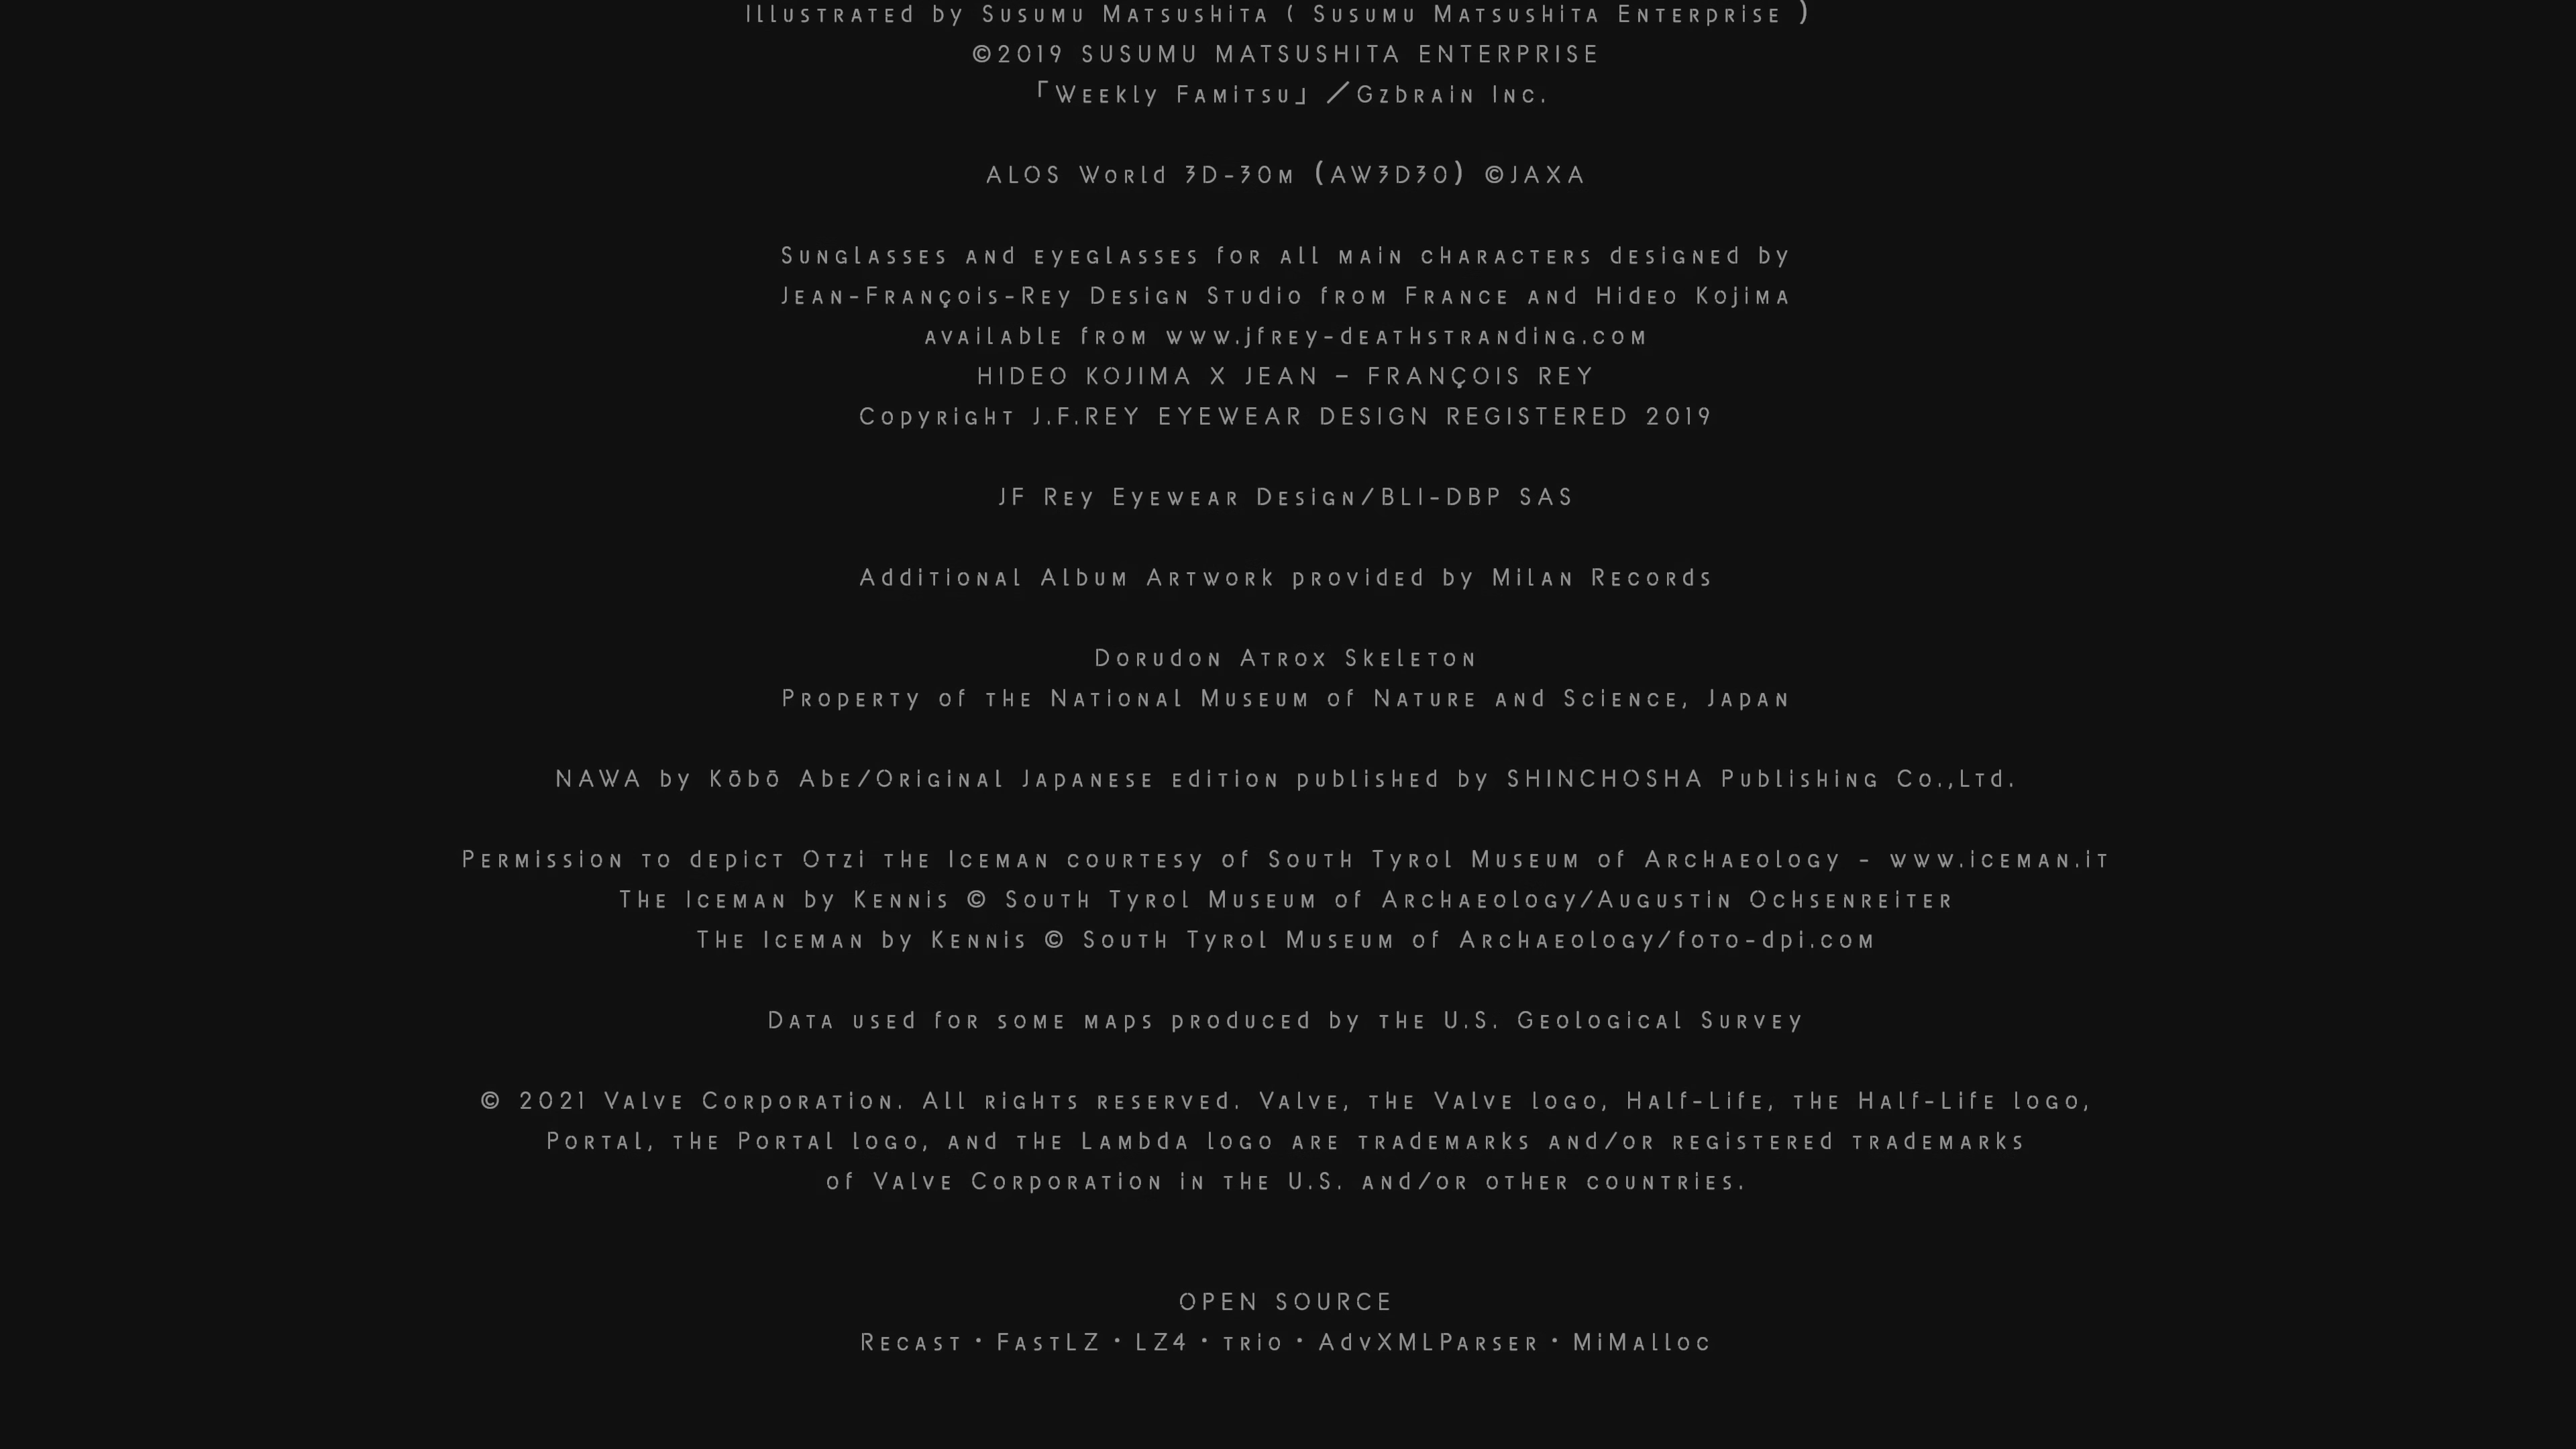 Illustrated by Susumu Matsushita ( Susumu Matsushita Enterprise )
©2019 SUSUMU MATSUSHITA ENTERPRISE
「Weekly Famitsu」／Gzbrain Inc.
ALOS World 3D-30m (AW3D30) ©JAXA
Sunglasses and eyeglasses for all main characters designed by
Jean-François-Rey Design Studio from France and Hideo Kojima
available from www.jfrey-deathstranding.com
HIDEO KOJIMA X JEAN – FRANÇOIS REY
Copyright J.F.REY EYEWEAR DESIGN REGISTERED 2019
JF Rey Eyewear Design/BLI-DBP SAS
Additional Album Artwork provided by Milan Records
Dorudon Atrox Skeleton
Property of the National Museum of Nature and Science, Japan
NAWA by Kōbō Abe/Original Japanese edition published by SHINCHOSHA Publishing Co.,Ltd.
Permission to depict Otzi the Iceman courtesy of South Tyrol Museum of Archaeology - www.iceman.it
The Iceman by Kennis © South Tyrol Museum of Archaeology/Augustin Ochsenreiter
The Iceman by Kennis © South Tyrol Museum of Archaeology/foto-dpi.com
Data used for some maps produced by the U.S. Geological Survey
© 2021 Valve Corporation. All rights reserved. Valve, the Valve logo, Half-Life, the Half-Life logo,
Portal, the Portal logo, and the Lambda logo are trademarks and/or registered trademarks
of Valve Corporation in the U.S. and/or other countries.
OPEN SOURCE
Recast・FastLZ・LZ4・trio・AdvXMLParser・MiMalloc